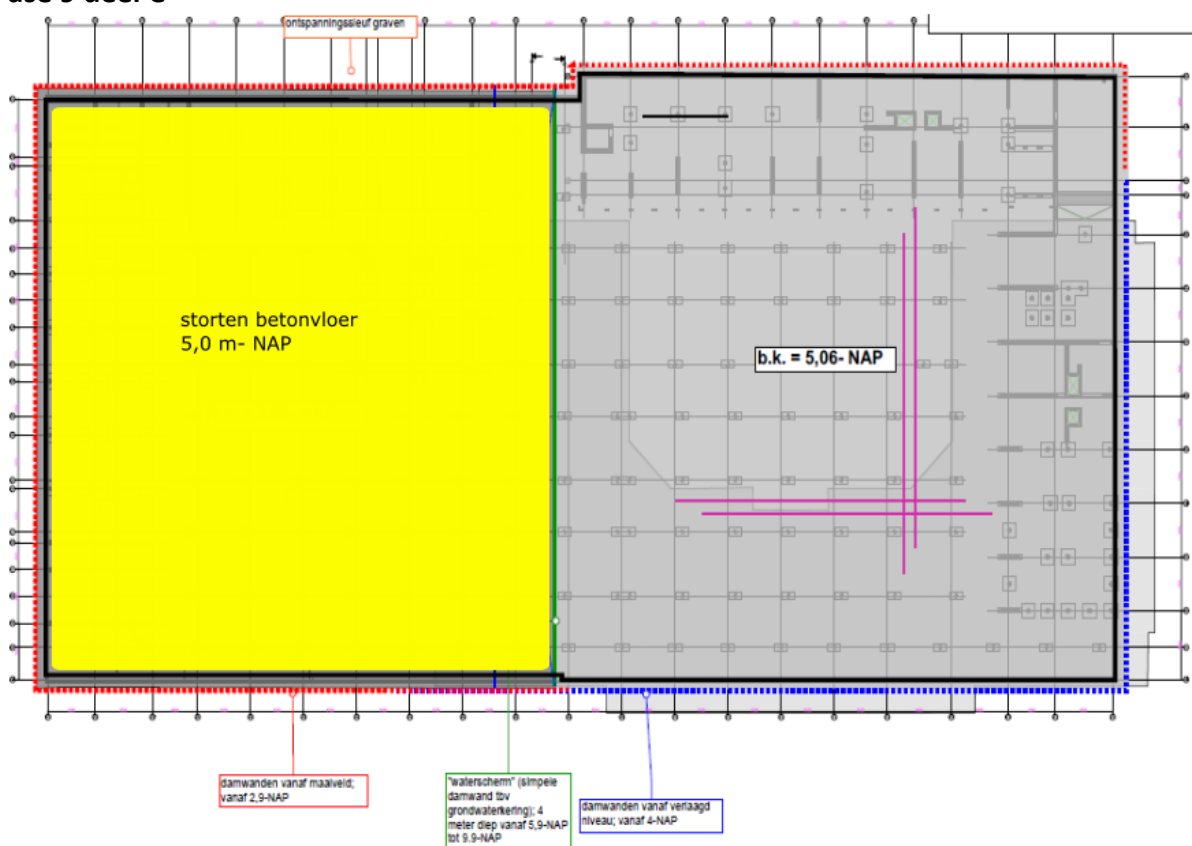 ontspanningssleuf graven
storten betonvloer
5,0 m- NAP
b.k. = 5,06- NAP
damwanden vanaf maaiveld;
vanaf 2,9-NAP
"waterscherm" (simpele
damwand tbv
grondwaterkering); 4
meter diep vanaf 5,9-NAP
tot 9.9-NAP
damwanden vanaf verlaagd
niveau; vanaf 4-NAP